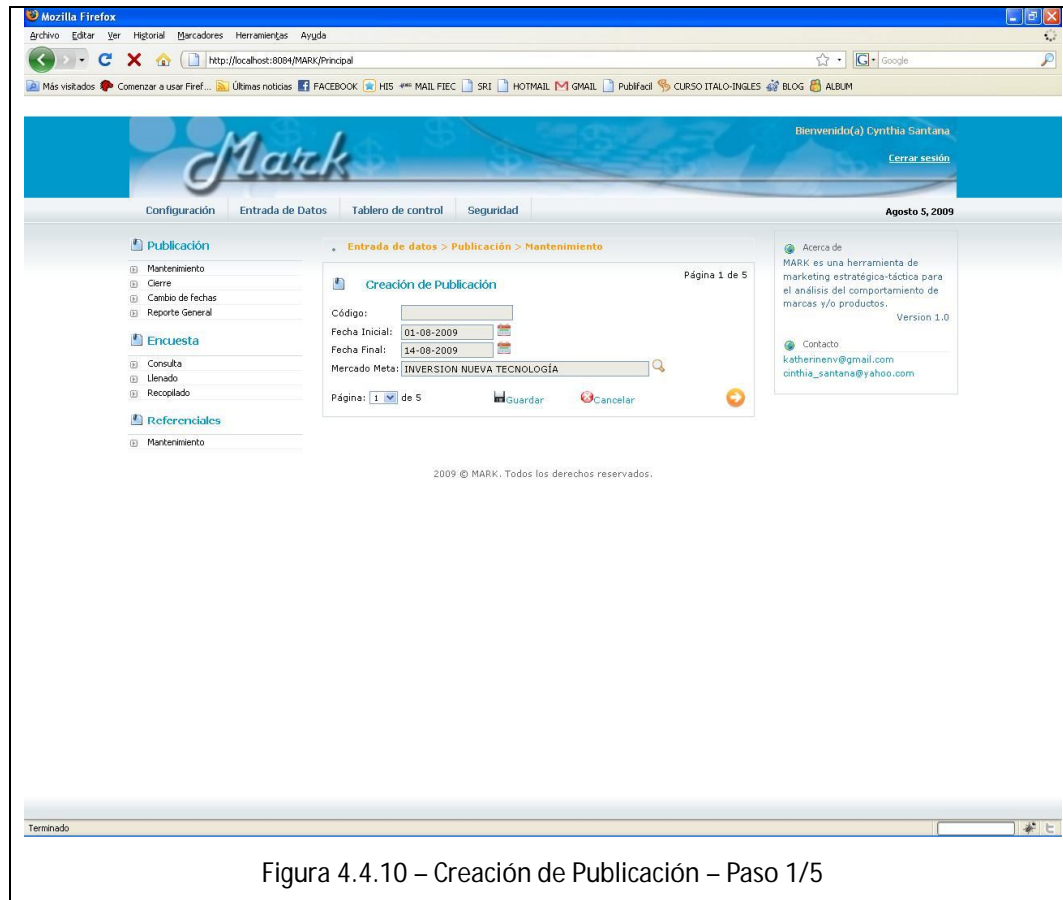 Mozilla Firefox
Archivo Editar Ver Historial Marcadores Herramientas Ayuda
http://localhost:8084/MARK/Principal
Google
Más visitados Comenzar a usar Firef... Últimas noticias FACEBOOK HI5 MAIL FIEC SRI HOTMAIL GMAIL Publifacil CURSO ITALO-INGLES BLOG ALBUM
Mark
Bienvenido(a) Cynthia Santana
Cerrar sesión
Configuración Entrada de Datos Tablero de control Seguridad
Agosto 5, 2009
Publicación
Mantenimiento
Cierre
Cambio de fechas
Reporte General
Encuesta
Consulta
Llenado
Recopilado
Referenciales
Mantenimiento
Entrada de datos > Publicación > Mantenimiento
Página 1 de 5
Creación de Publicación
Código:
Fecha Inicial: 01-08-2009
Fecha Final: 14-08-2009
Mercado Meta: INVERSION NUEVA TECNOLOGÍA
Página: 1 de 5 Guardar Cancelar
Acerca de
MARK es una herramienta de
marketing estratégica-táctica para
el análisis del comportamiento de
marcas y/o productos.
Version 1.0
Contacto
katherinenv@gmail.com
cinthia_santana@yahoo.com
2009 © MARK. Todos los derechos reservados.
Terminado
Figura 4.4.10 – Creación de Publicación – Paso 1/5